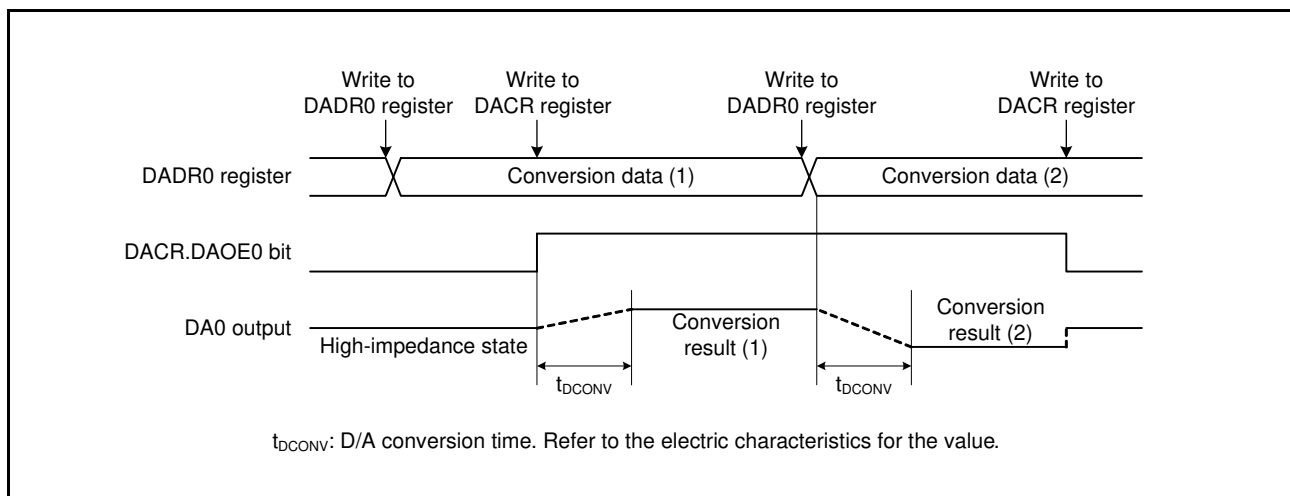 Write to
DADR0 register
Write to
DACR register
Write to
DADR0 register
Write to
DACR register
DADR0 register
Conversion data (1)
Conversion data (2)
DACR.DAOE0 bit
DA0 output
High-impedance state
Conversion
result (1)
Conversion
result (2)
tDCONV
tDCONV
tDCONV: D/A conversion time. Refer to the electric characteristics for the value.